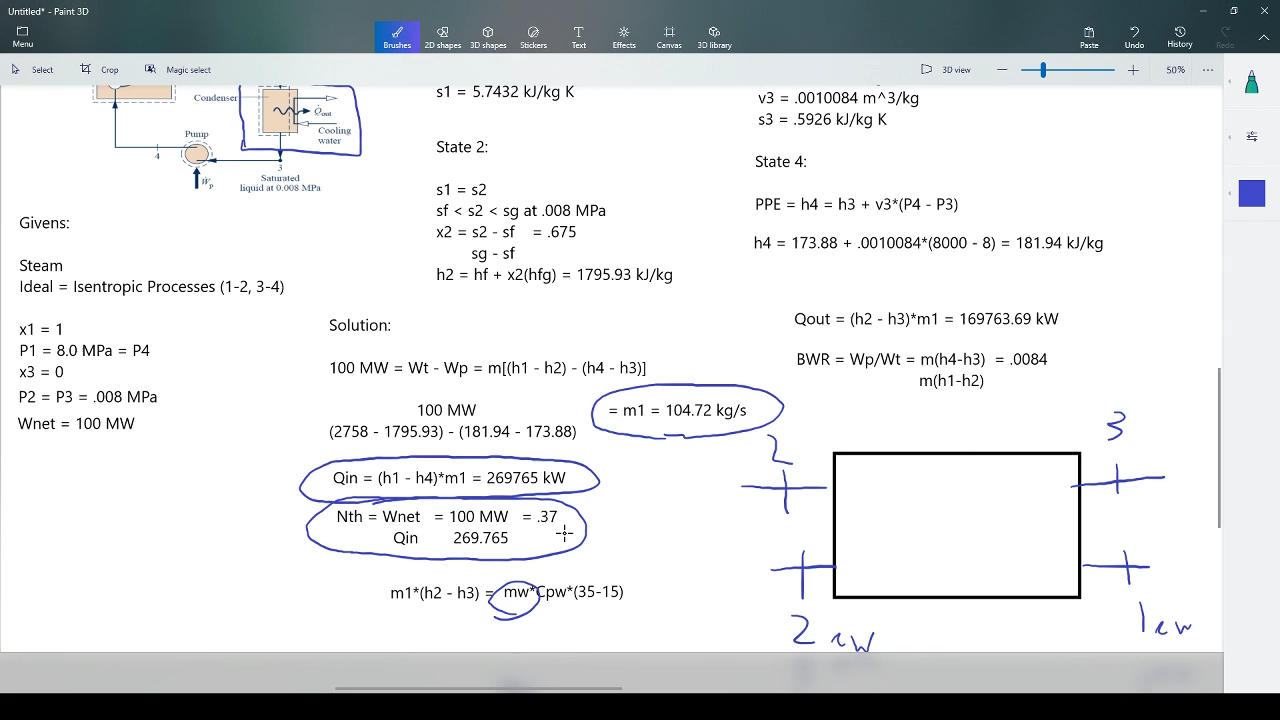 Untitled* - Paint 3D
Menu
Brushes
2D shapes
3D shapes
Stickers
Text
Effects
Canvas
3D library
Paste
Undo
History
Redo
Select
Crop
Magic select
3D view
50%
Condenser
Q̇out
Cooling
water
Pump
4
Ẇp
3
Saturated
liquid at 0.008 MPa
Givens:
Steam
Ideal = Isentropic Processes (1-2, 3-4)
x1 = 1
P1 = 8.0 MPa = P4
x3 = 0
P2 = P3 = .008 MPa
Wnet = 100 MW
s1 = 5.7432 kJ/kg K
State 2:
s1 = s2
sf < s2 < sg at .008 MPa
x2 = s2 - sf = .675
sg - sf
h2 = hf + x2(hfg) = 1795.93 kJ/kg
v3 = .0010084 m^3/kg
s3 = .5926 kJ/kg K
State 4:
PPE = h4 = h3 + v3*(P4 - P3)
h4 = 173.88 + .0010084*(8000 - 8) = 181.94 kJ/kg
Solution:
100 MW = Wt - Wp = m[(h1 - h2) - (h4 - h3)]
100 MW
(2758 - 1795.93) - (181.94 - 173.88)
= m1 = 104.72 kg/s
Qin = (h1 - h4)*m1 = 269765 kW
Nth = Wnet = 100 MW = .37
Qin 269.765
m1*(h2 - h3) = mw*Cpw*(35-15)
Qout = (h2 - h3)*m1 = 169763.69 kW
BWR = Wp/Wt = m(h4-h3) = .0084
m(h1-h2)
2
3
2 cw
1 cw